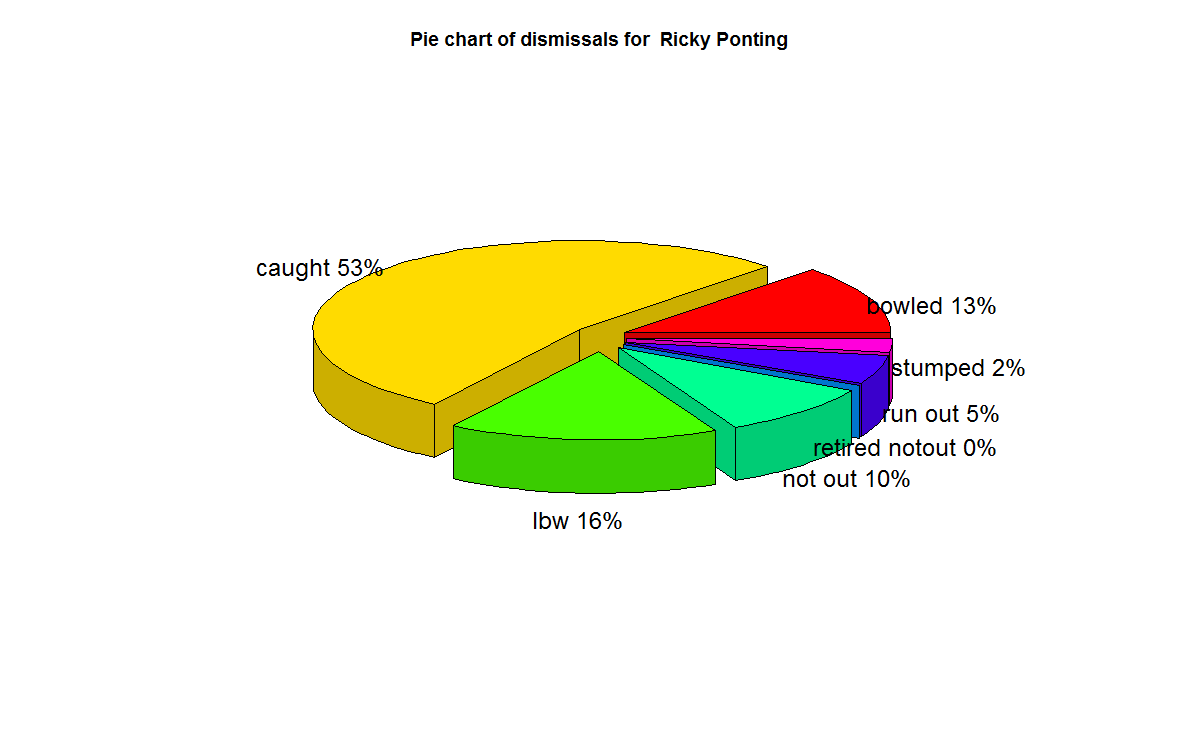 Pie chart of dismissals for  Ricky Ponting
caught 53%
bowled 13%
stumped 2%
run out 5%
retired notout 0%
not out 10%
lbw 16%